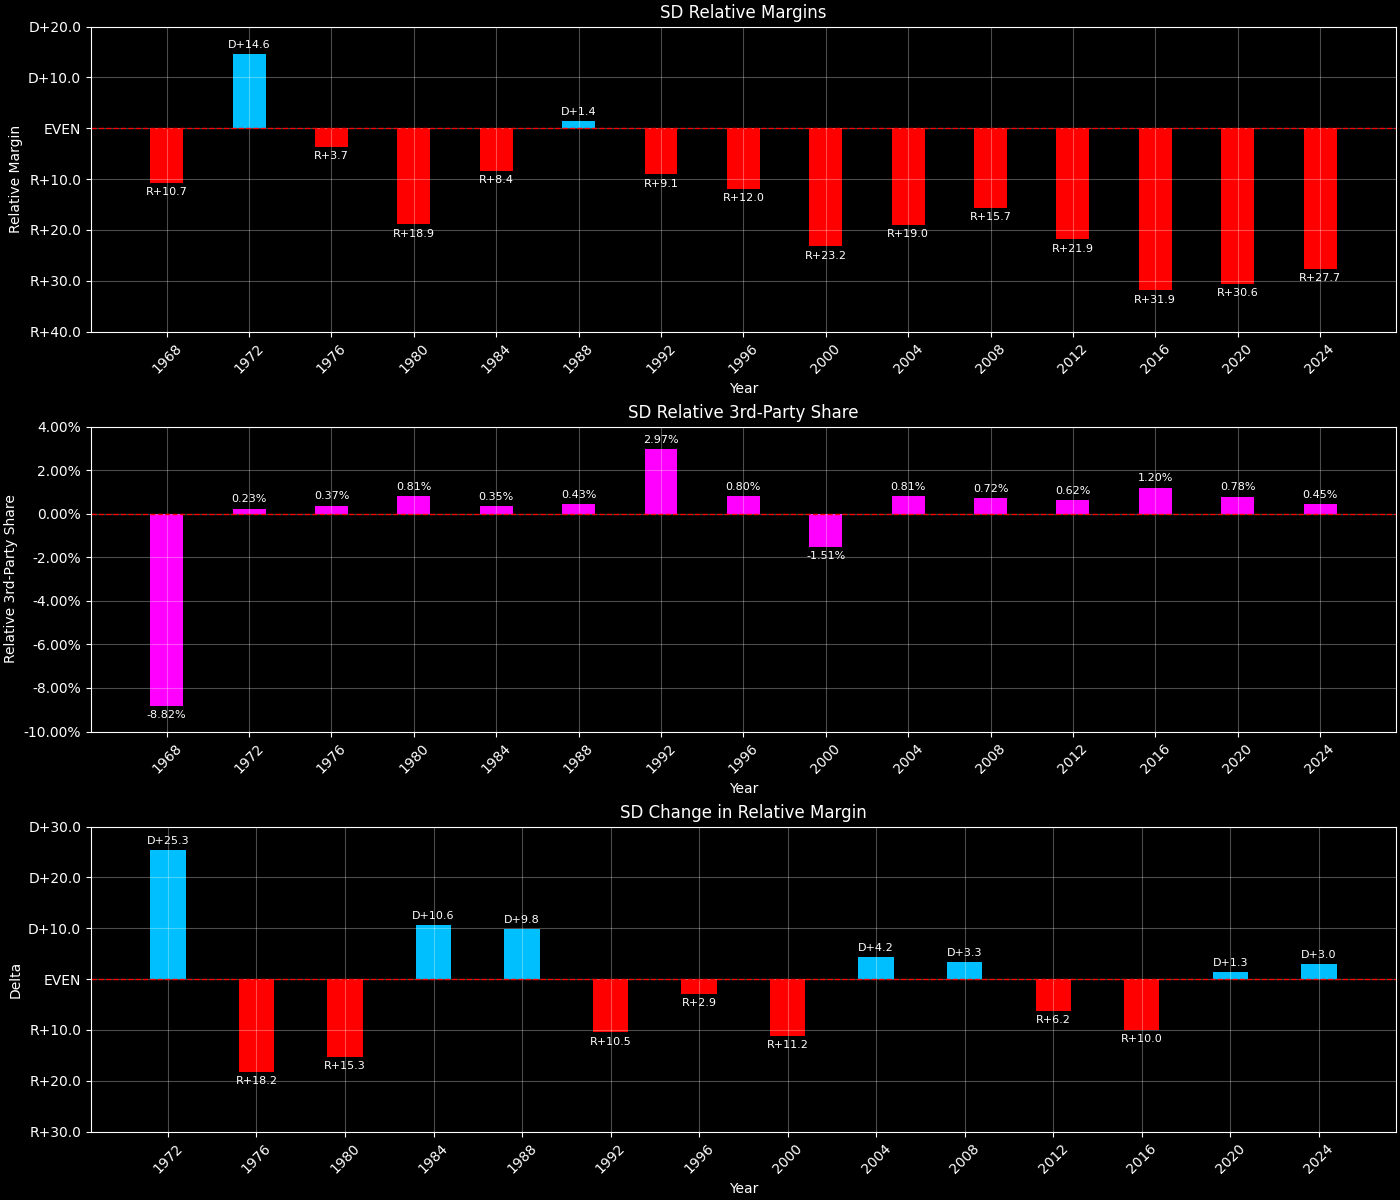 SD Relative Margins
D+20.0
D+10.0
EVEN
R+10.0
R+20.0
R+30.0
R+40.0
Relative Margin
R+10.7
D+14.6
R+3.7
R+18.9
R+8.4
D+1.4
R+9.1
R+12.0
R+23.2
R+19.0
R+15.7
R+21.9
R+31.9
R+30.6
R+27.7
1968
1972
1976
1980
1984
1988
1992
1996
2000
2004
2008
2012
2016
2020
2024
Year
SD Relative 3rd-Party Share
4.00%
2.00%
0.00%
-2.00%
-4.00%
-6.00%
-8.00%
-10.00%
Relative 3rd-Party Share
-8.82%
0.23%
0.37%
0.81%
0.35%
0.43%
2.97%
0.80%
-1.51%
0.81%
0.72%
0.62%
1.20%
0.78%
0.45%
1968
1972
1976
1980
1984
1988
1992
1996
2000
2004
2008
2012
2016
2020
2024
Year
SD Change in Relative Margin
D+30.0
D+20.0
D+10.0
EVEN
R+10.0
R+20.0
R+30.0
Delta
D+25.3
R+18.2
R+15.3
D+10.6
D+9.8
R+10.5
R+2.9
R+11.2
D+4.2
D+3.3
R+6.2
R+10.0
D+1.3
D+3.0
1972
1976
1980
1984
1988
1992
1996
2000
2004
2008
2012
2016
2020
2024
Year